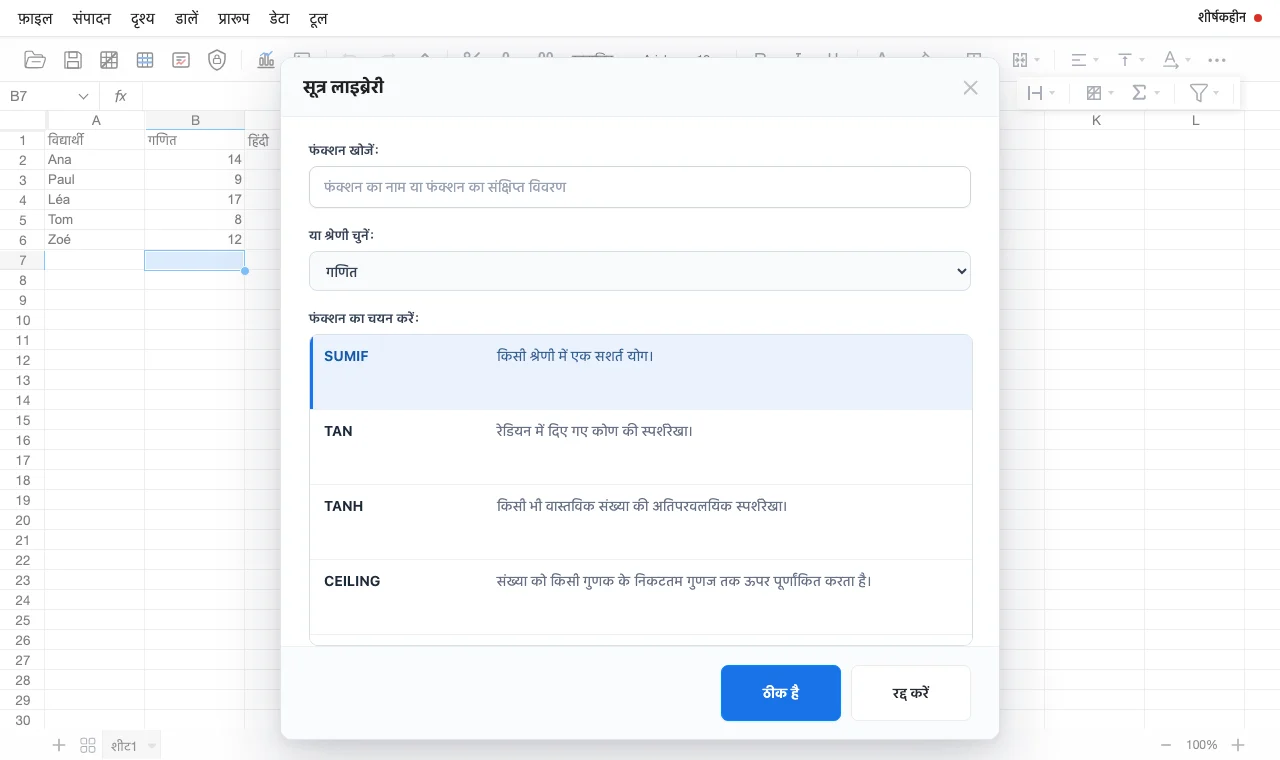 फ़ाइल संपादन दृश्य डालें प्रारूप डेटा टूल
शीर्षकहीन
B7 fx
सूत्र लाइब्रेरी
A B K L
1 विद्यार्थी गणित हिंदी
2 Ana 14
3 Paul 9
4 Léa 17
5 Tom 8
6 Zoé 12
7
8
9
10
11
12
13
14
15
16
17
18
19
20
21
22
23
24
25
26
27
28
29
30
फंक्शन खोजें:
फंक्शन का नाम या फंक्शन का संक्षिप्त विवरण
या श्रेणी चुनें:
गणित
फंक्शन का चयन करें:
SUMIF किसी श्रेणी में एक सशर्त योग।
TAN रेडियन में दिए गए कोण की स्पर्शरेखा।
TANH किसी भी वास्तविक संख्या की अतिपरवलयिक स्पर्शरेखा।
CEILING संख्या को किसी गुणक के निकटतम गुणज तक ऊपर पूर्णांकित करता है।
ठीक है रद्द करें
शीट1
100%